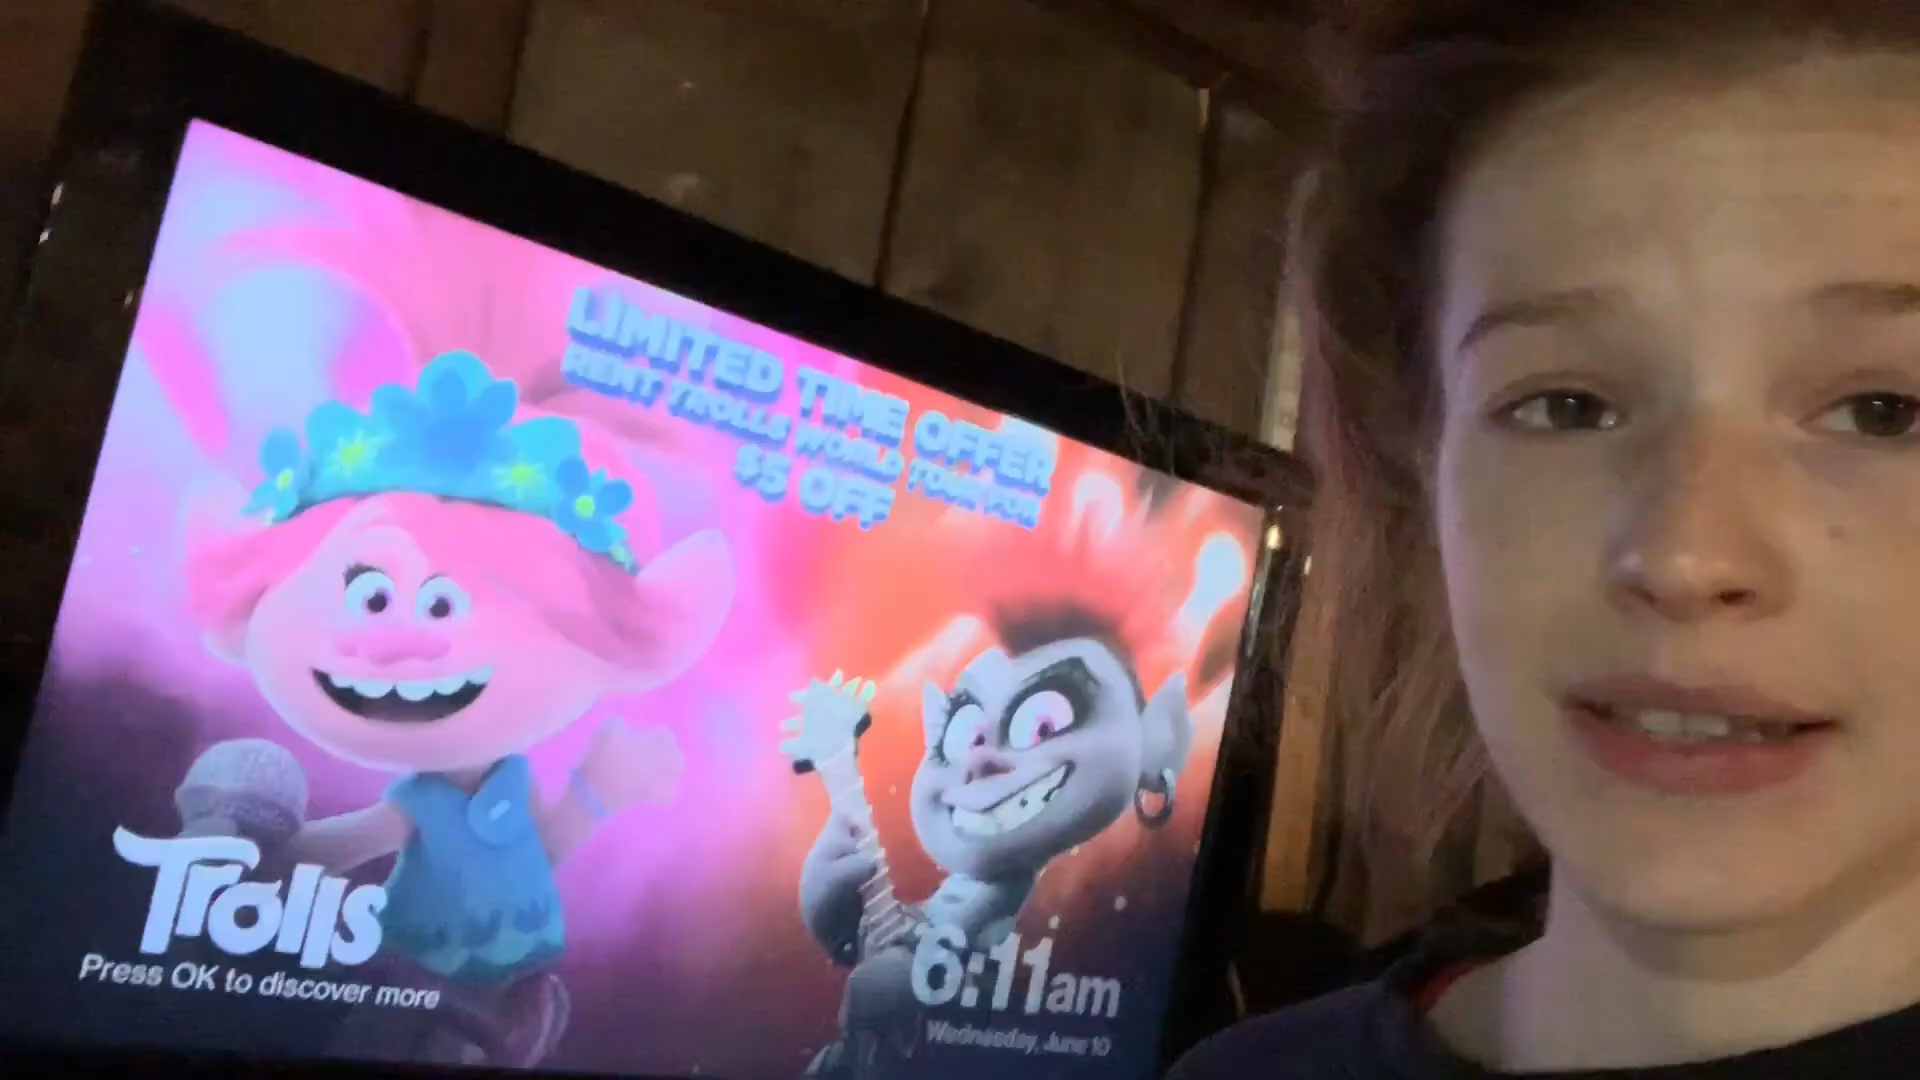 LIMITED TIME OFFER
RENT TROLLS WORLD TOUR FOR
$5 OFF
Trolls
Press OK to discover more
6:11am
Wednesday, June 10